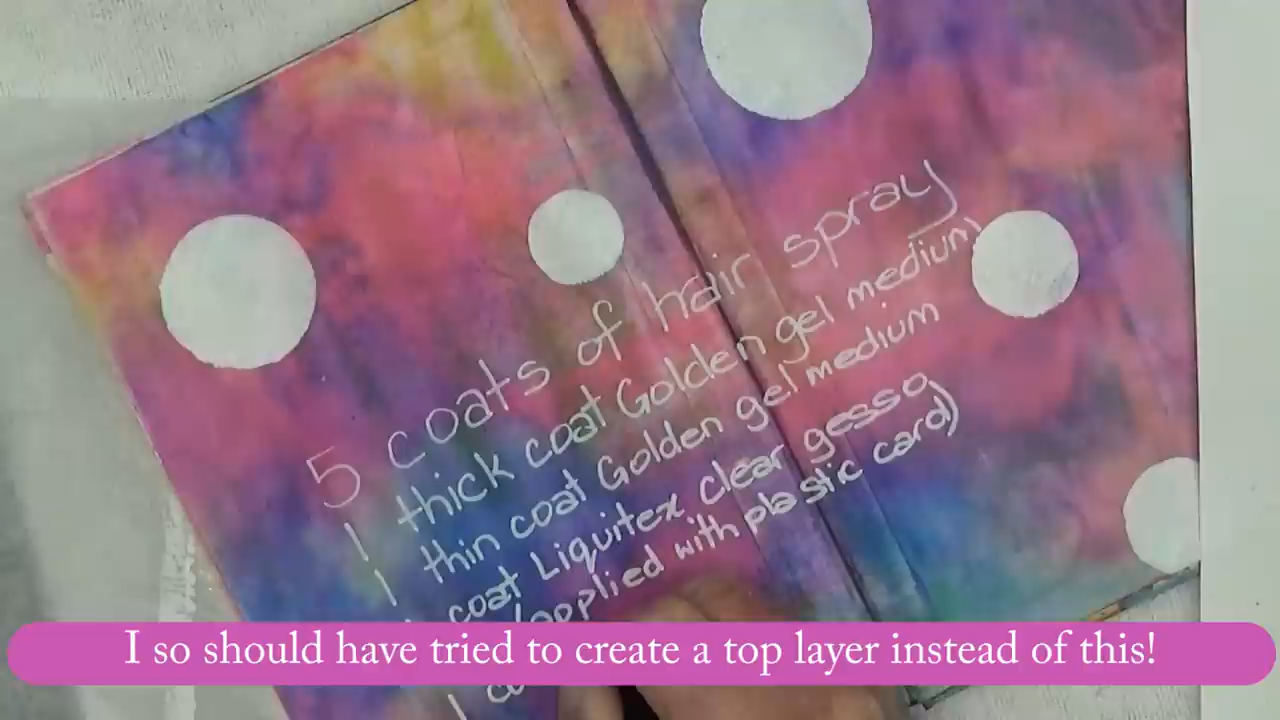 5 coats of hair spray
1 thick coat Golden gel medium
1 thin coat Golden gel medium
coat Liquitex clear gesso
(applied with plastic card)
1
I so should have tried to create a top layer instead of this!